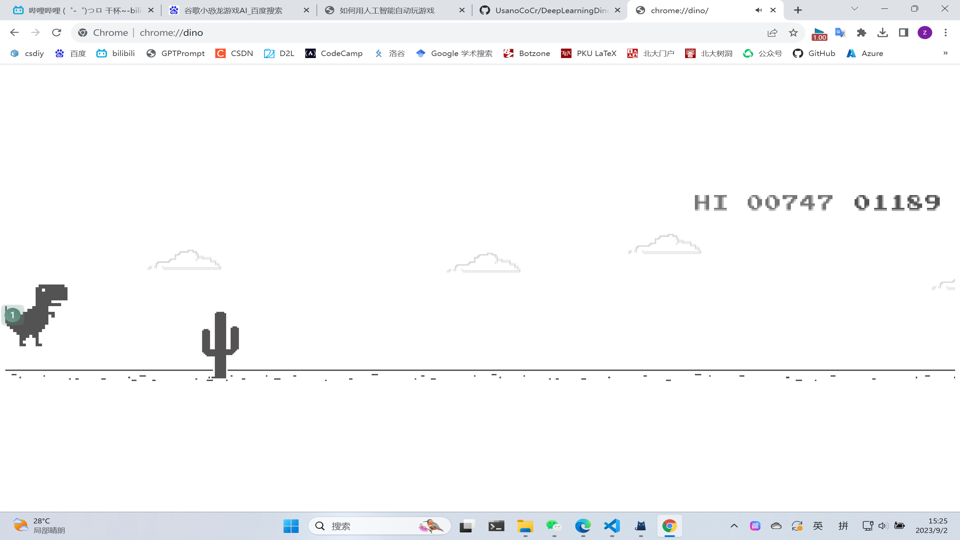 哔哩哔哩 (゜-゜)つロ 干杯~-bili
谷歌小恐龙游戏AI_百度搜索
如何用人工智能自动玩游戏
UsanoCoCr/DeepLearningDin
chrome://dino/
Chrome | chrome://dino
1.00
z
csdiy
百度
bilibili
GPTPrompt
CSDN
D2L
CodeCamp
洛谷
Google 学术搜索
Botzone
PKU LaTeX
北大门户
北大树洞
公众号
GitHub
Azure
»
HI 00747 01189
1
28°C
局部晴朗
搜索
英
拼
15:25
2023/9/2